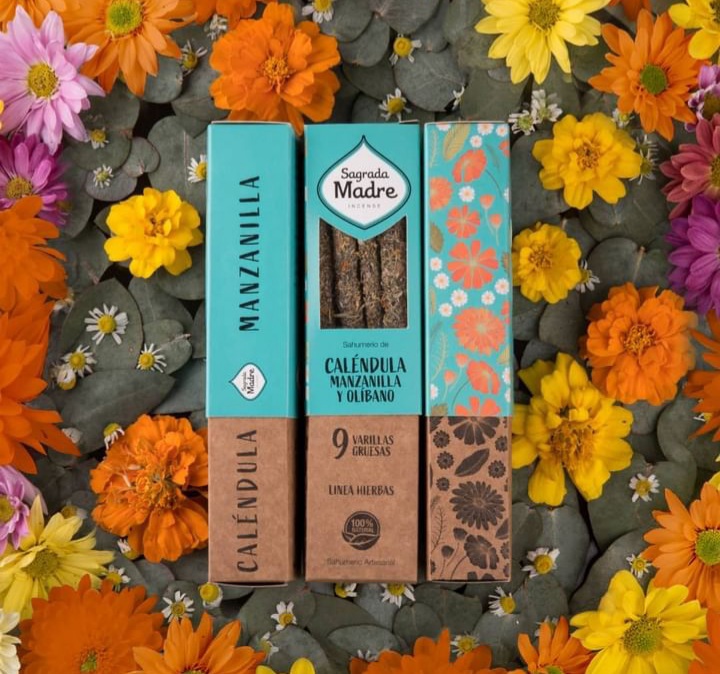 MANZANILLA
Sagrada
Madre
CALÉNDULA
Sagrada
Madre
INCENSE
Sahumerio de
CALÉNDULA
MANZANILLA
Y OLÍBANO
9 VARILLAS
GRUESAS
LINEA HIERBAS
100%
NATURAL
Sahumerio Artesanal